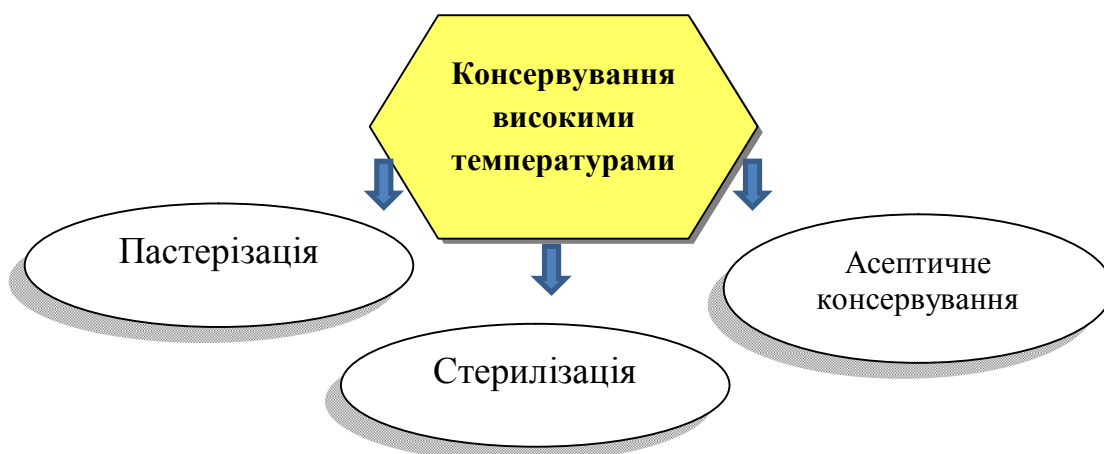 Консервування
високими
температурами
Пастерізація
Стерилізація
Асептичне
консервування